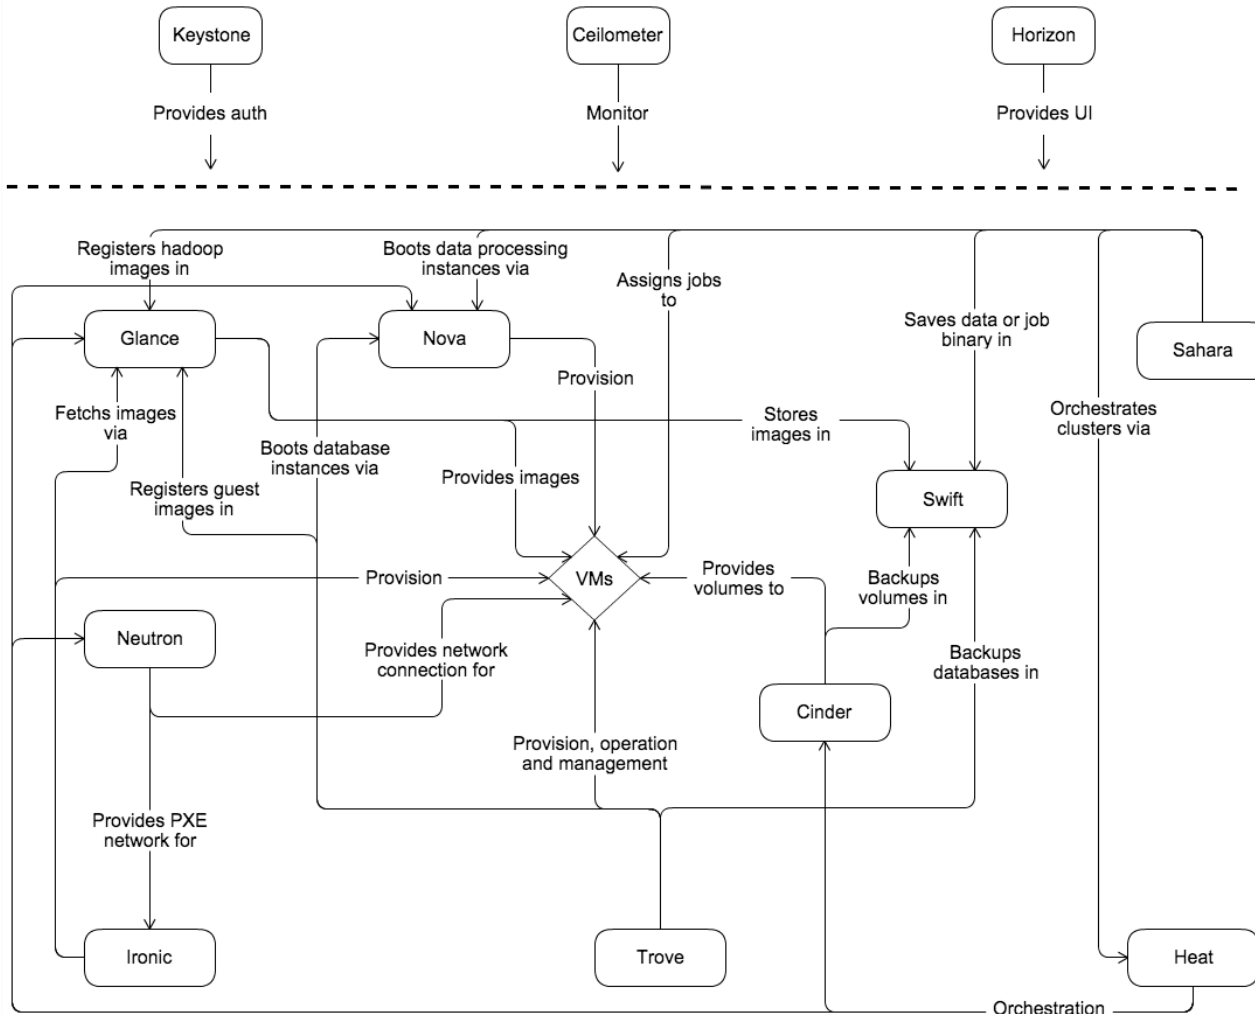 Keystone
Ceilometer
Horizon
Provides auth
Monitor
Provides UI
Registers hadoop
images in
Boots data processing
instances via
Assigns jobs
to
Saves data or job
binary in
Glance
Nova
Sahara
Provision
Fetchs images
via
Stores
images in
Orchestrates
clusters via
Boots database
instances via
Provides images
Registers guest
images in
Swift
Provision
VMs
Provides
volumes to
Backups
volumes in
Neutron
Provides network
connection for
Backups
databases in
Cinder
Provision, operation
and management
Provides PXE
network for
Ironic
Trove
Heat
Orchestration